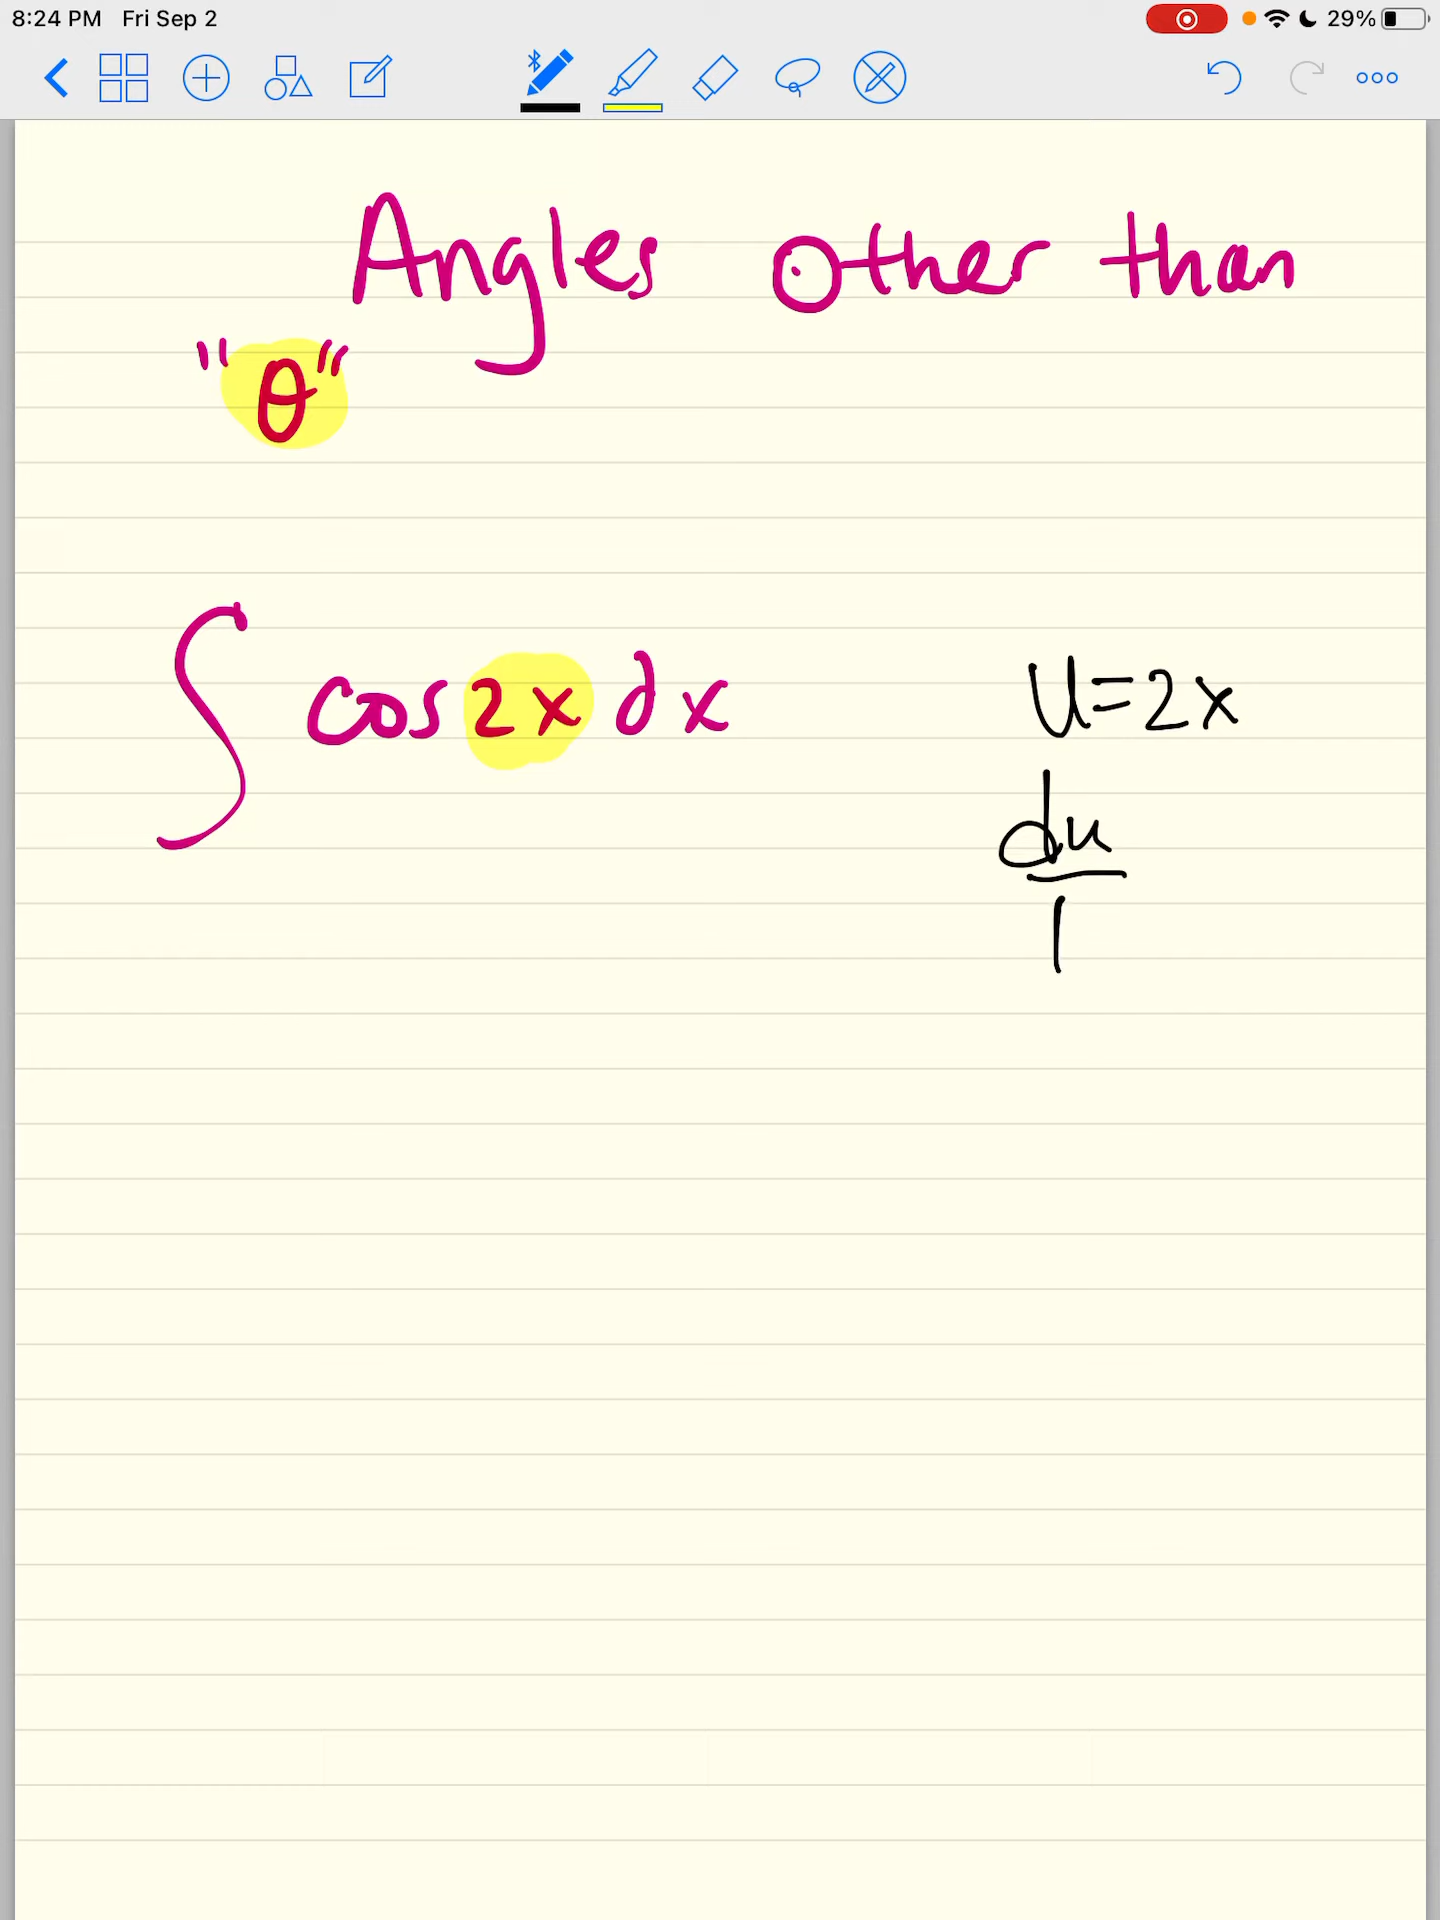 8:24 PM Fri Sep 2 29%
Angles Other than
"θ"
∫ cos 2x dx
u=2x
du
1